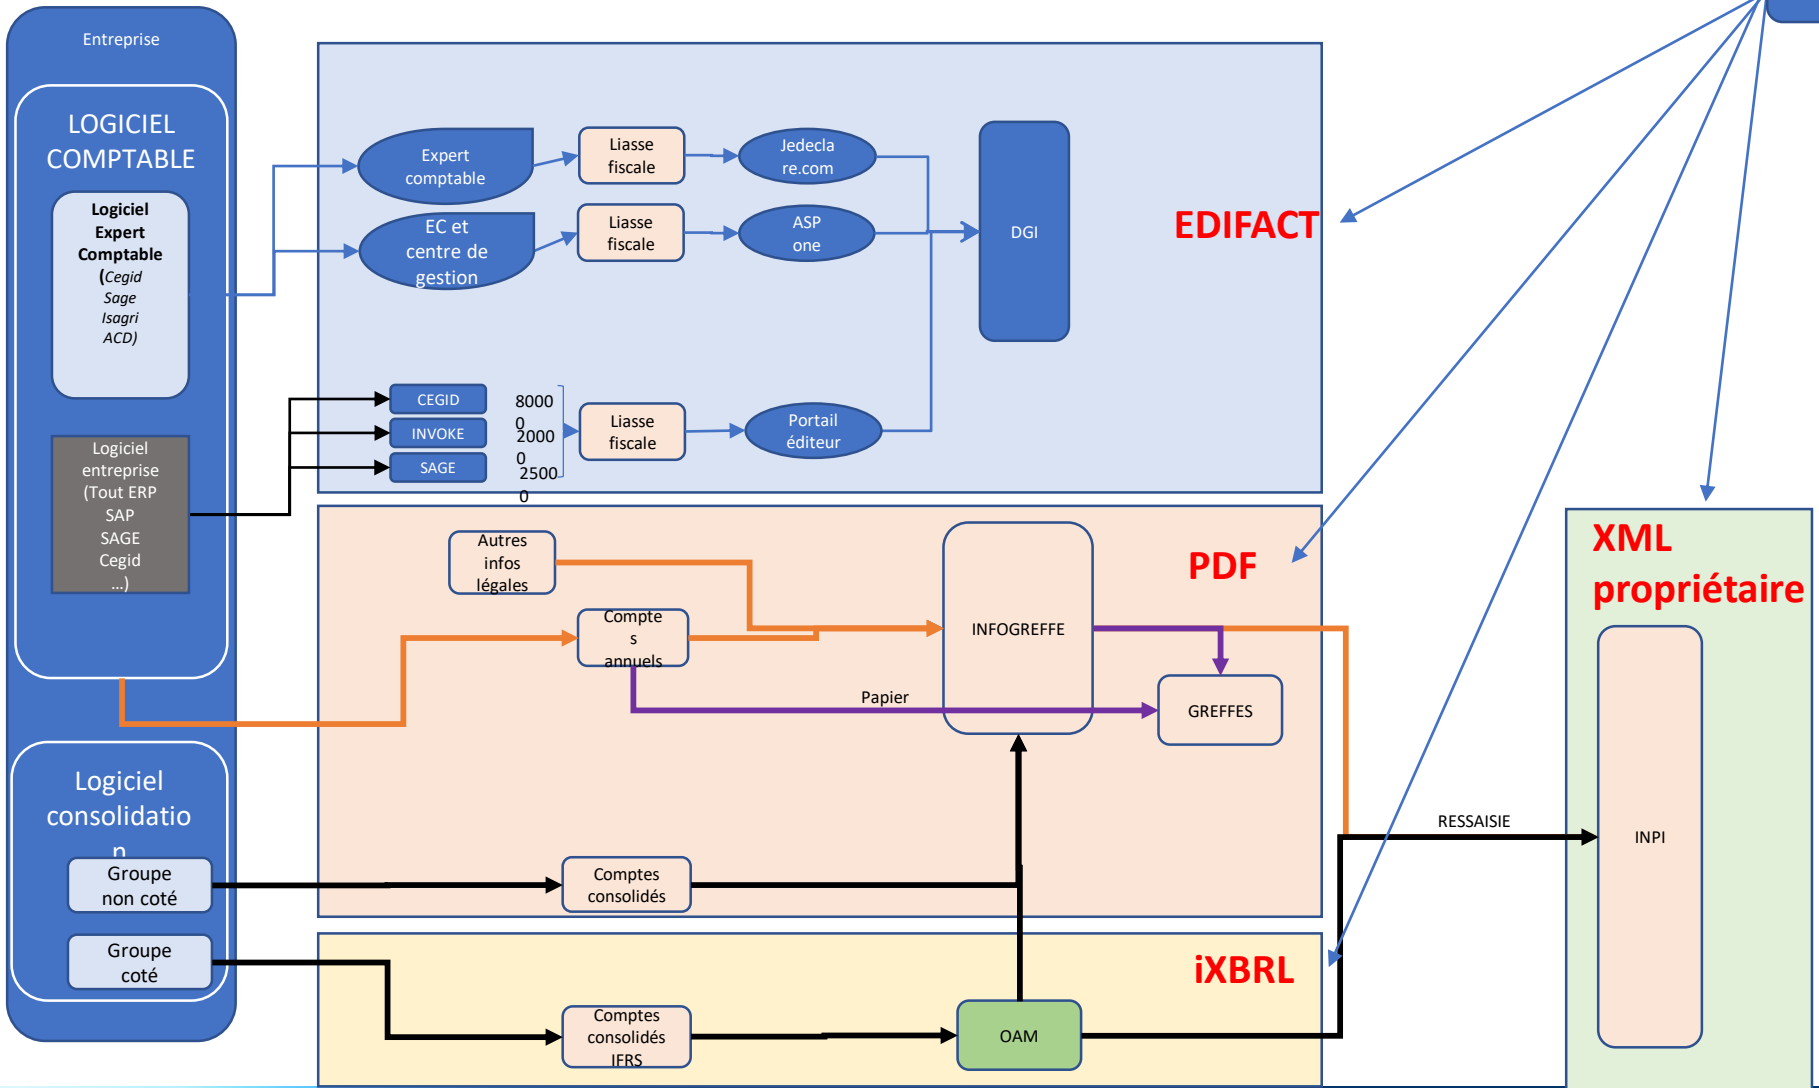 Entreprise
LOGICIEL
COMPTABLE
Logiciel
Expert
Comptable
(Cegid
Sage
Isagri
ACD)
Logiciel
entreprise
(Tout ERP
SAP
SAGE
Cegid
...)
Logiciel
consolidatio
n
Groupe
non coté
Groupe
coté
Expert
comptable
Liasse
fiscale
Jedecla
re.com
EC et
centre de
gestion
Liasse
fiscale
ASP
one
DGI
EDIFACT
CEGID
8000
0
INVOKE
2000
0
SAGE
2500
0
Liasse
fiscale
Portail
éditeur
Autres
infos
légales
Compte
s
annuels
INFOGREFFE
PDF
Papier
GREFFES
Comptes
consolidés
iXBRL
Comptes
consolidés
IFRS
OAM
XML
propriétaire
RESSAISIE
INPI